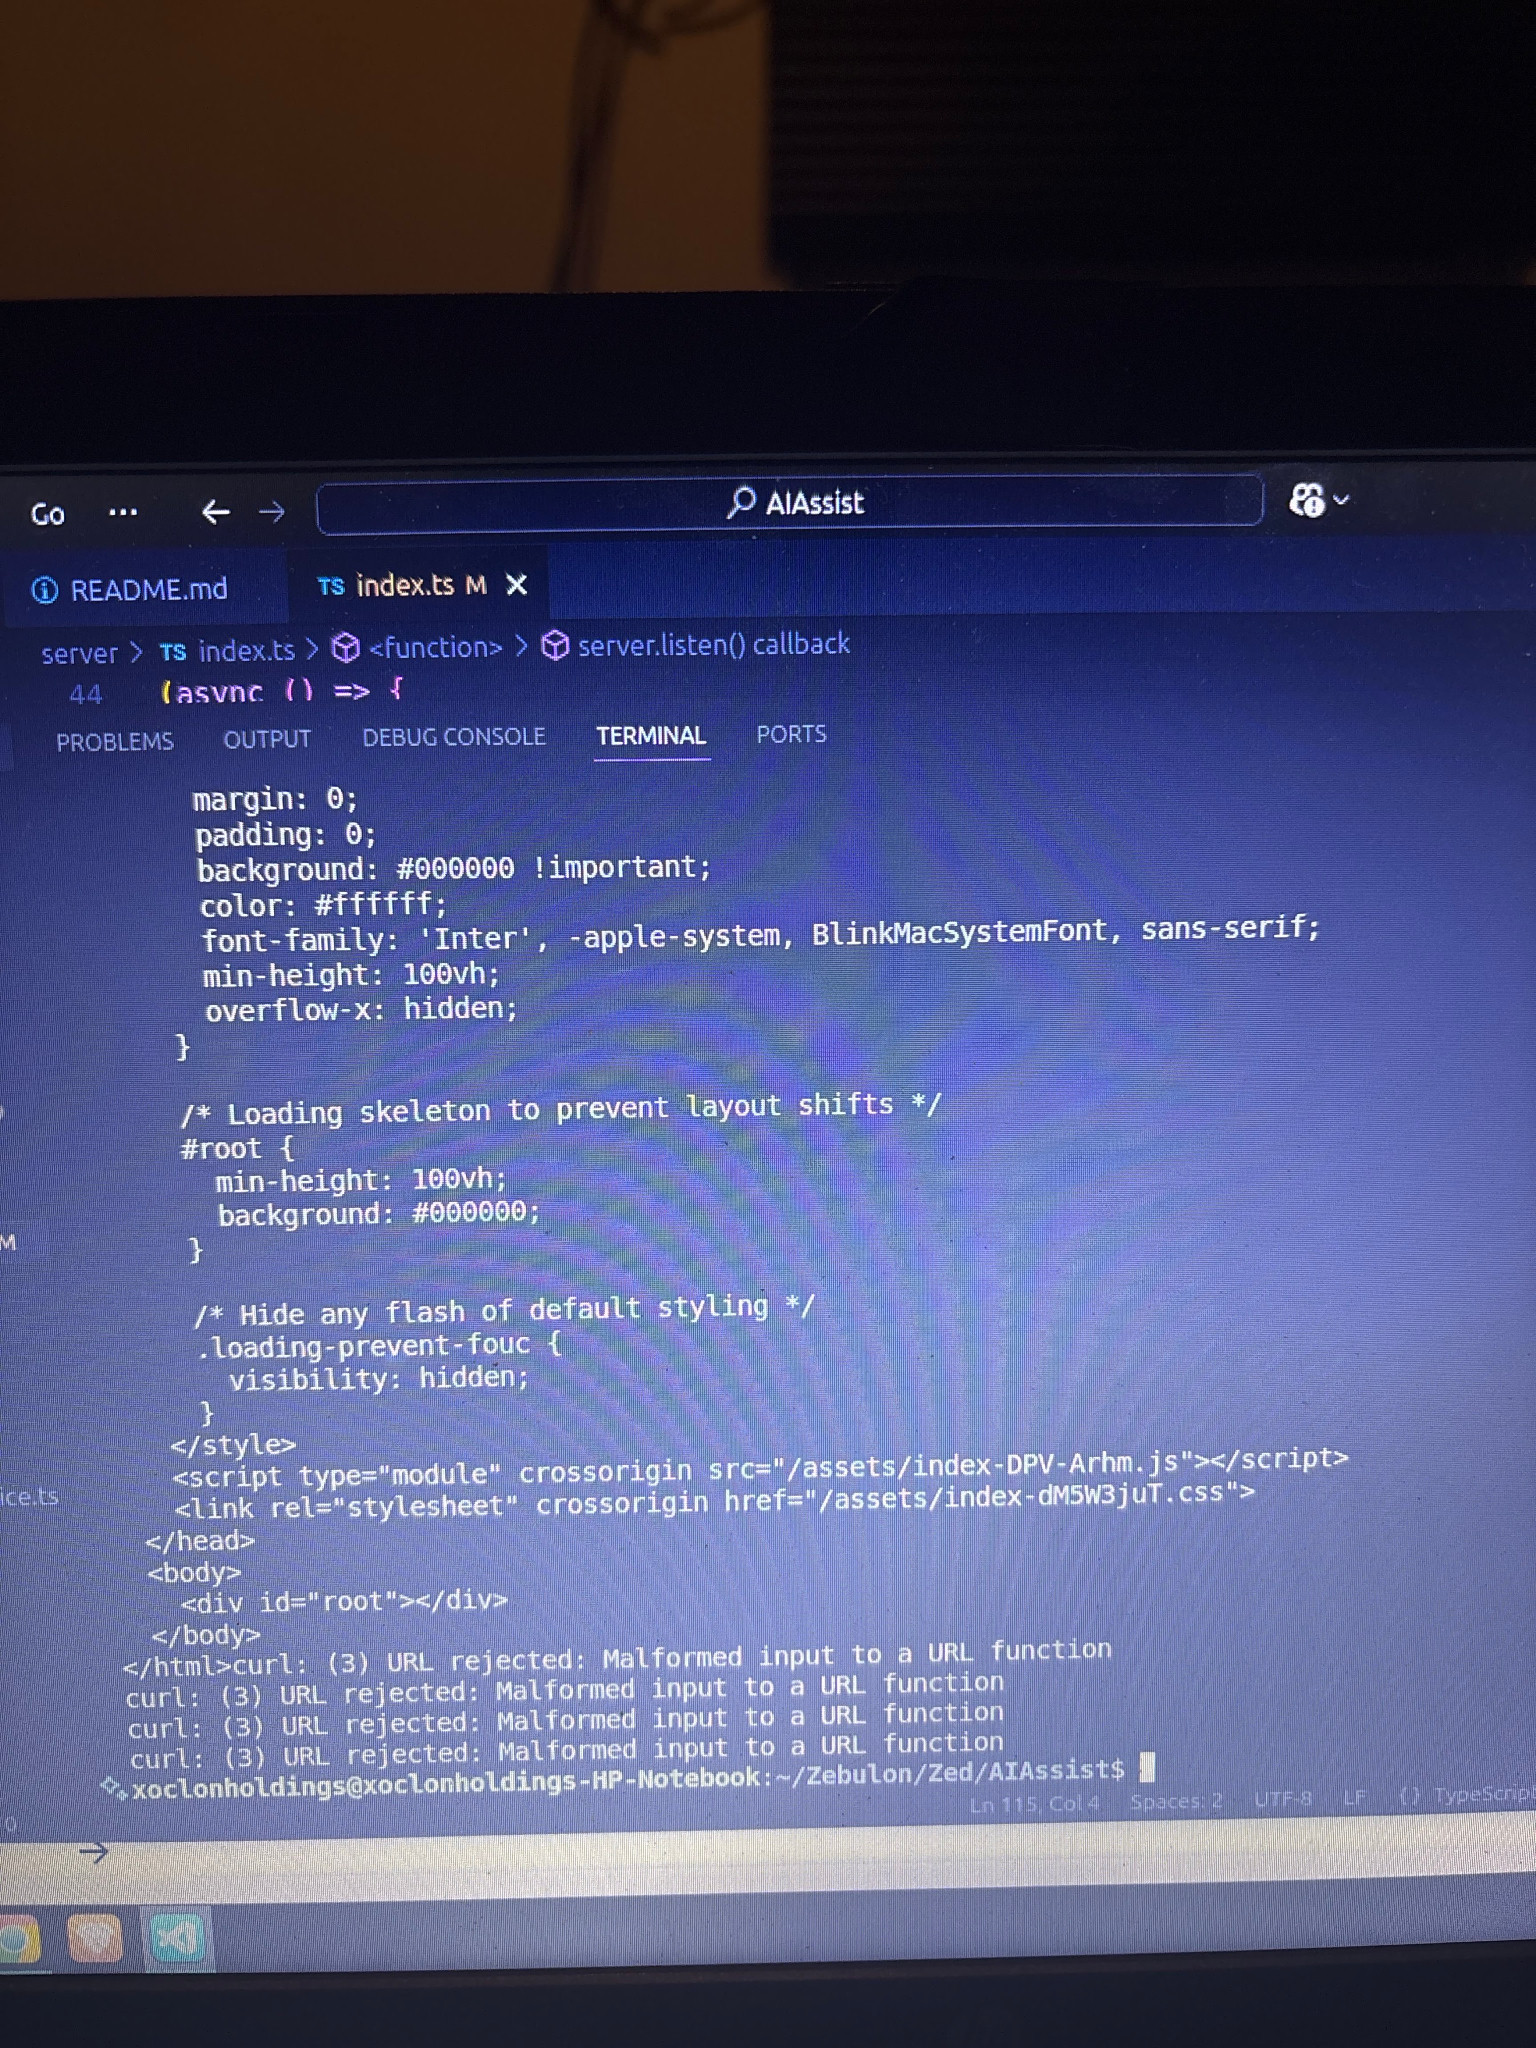 Go ... AIAssist
README.md TS index.ts M
server > TS index.ts > <function> > server.listen() callback
44 (async () => {
PROBLEMS OUTPUT DEBUG CONSOLE TERMINAL PORTS
margin: 0;
padding: 0;
background: #000000 !important;
color: #ffffff;
font-family: 'Inter', -apple-system, BlinkMacSystemFont, sans-serif;
min-height: 100vh;
overflow-x: hidden;
}
/* Loading skeleton to prevent layout shifts */
#root {
min-height: 100vh;
background: #000000;
}
M
/* Hide any flash of default styling */
.loading-prevent-fouc {
visibility: hidden;
}
</style>
<script type="module" crossorigin src="/assets/index-DPV-Arhm.js"></script>
ice.ts
<link rel="stylesheet" crossorigin href="/assets/index-dM5W3juT.css">
</head>
<body>
<div id="root"></div>
</body>
</html>curl: (3) URL rejected: Malformed input to a URL function
curl: (3) URL rejected: Malformed input to a URL function
curl: (3) URL rejected: Malformed input to a URL function
curl: (3) URL rejected: Malformed input to a URL function
xoclonholdings@xoclonholdings-HP-Notebook:~/Zebulon/Zed/AIAssist$
0 Ln 115, Col 4 Spaces: 2 UTF-8 LF {} TypeScrip